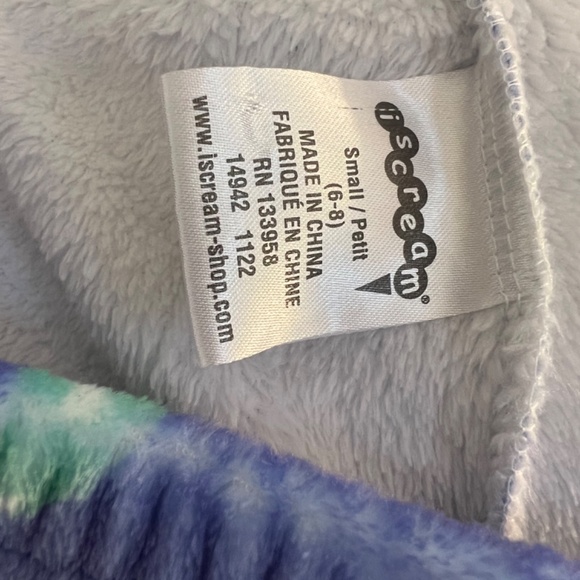 iscream®
Small / Petit
(6-8)
MADE IN CHINA
FABRIQUÉ EN CHINE
RN 133958
14942 1122
www.iscream-shop.com